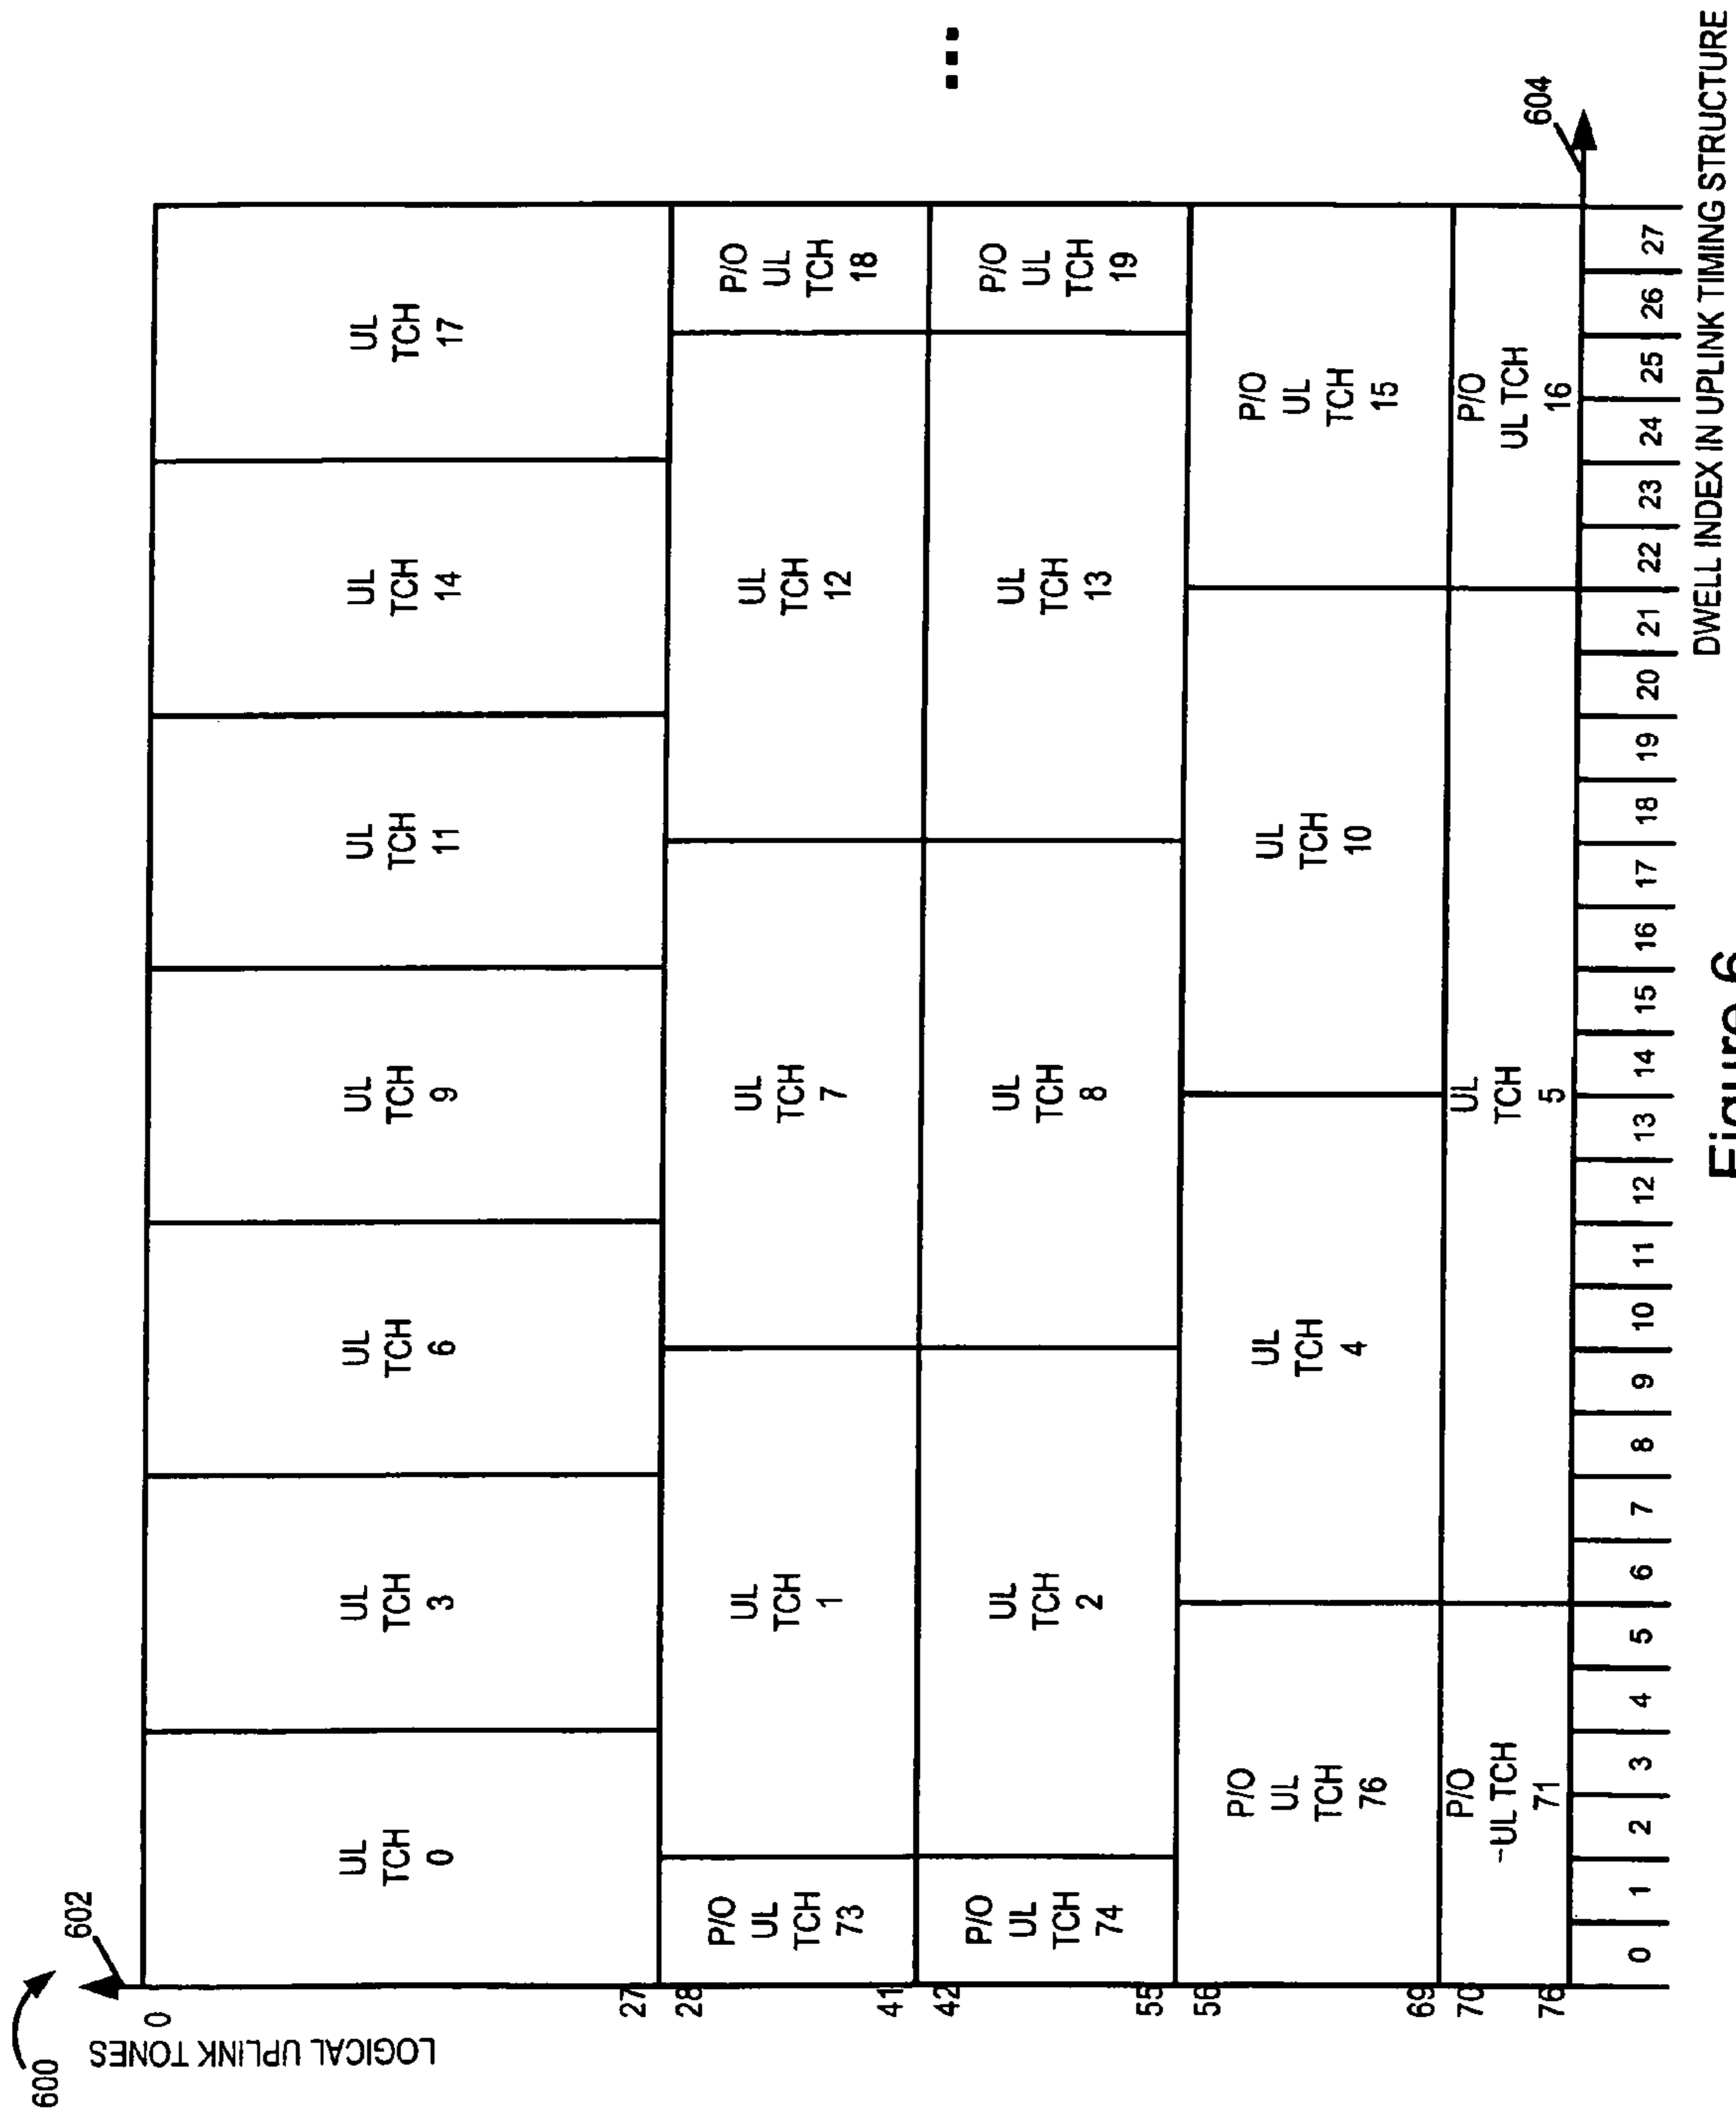 600
602
LOGICAL UPLINK TONES
0
27
28
41
42
55
56
69
70
76
UL
TCH
0
UL
TCH
3
UL
TCH
6
UL
TCH
9
UL
TCH
11
UL
TCH
14
UL
TCH
17
P/O
UL
TCH
73
UL
TCH
1
UL
TCH
7
UL
TCH
12
P/O
UL
TCH
18
P/O
UL
TCH
74
UL
TCH
2
UL
TCH
8
UL
TCH
13
P/O
UL
TCH
19
P/O
UL
TCH
76
UL
TCH
4
UL
TCH
10
P/O
UL
TCH
15
P/O
UL TCH
71
UL
TCH
5
P/O
UL TCH
16
604
0 1 2 3 4 5 6 7 8 9 10 11 12 13 14 15 16 17 18 19 20 21 22 23 24 25 26 27
DWELL INDEX IN UPLINK TIMING STRUCTURE
Figure 6